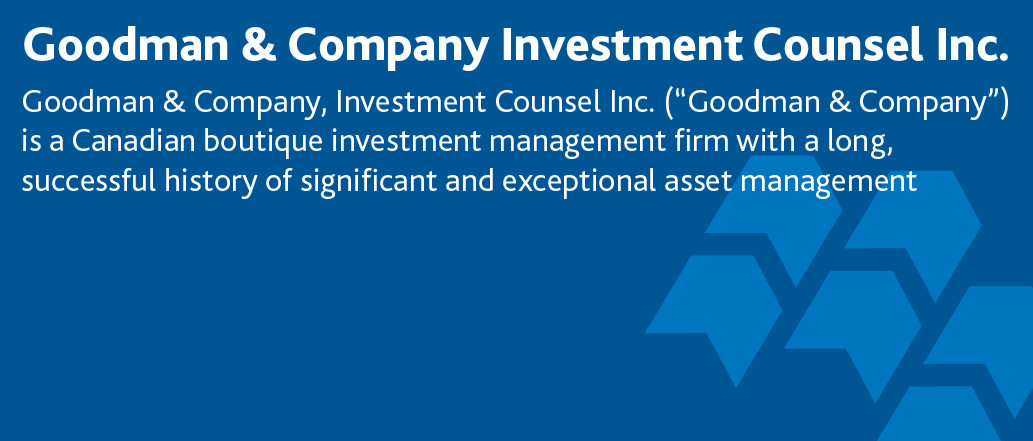 Goodman & Company Investment Counsel Inc.
Goodman & Company, Investment Counsel Inc. (“Goodman & Company”)
is a Canadian boutique investment management firm with a long,
successful history of significant and exceptional asset management